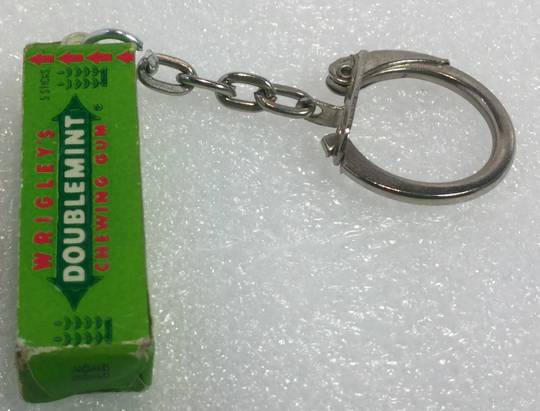 5 STICKS
WRIGLEY'S
DOUBLEMINT
CHEWING GUM